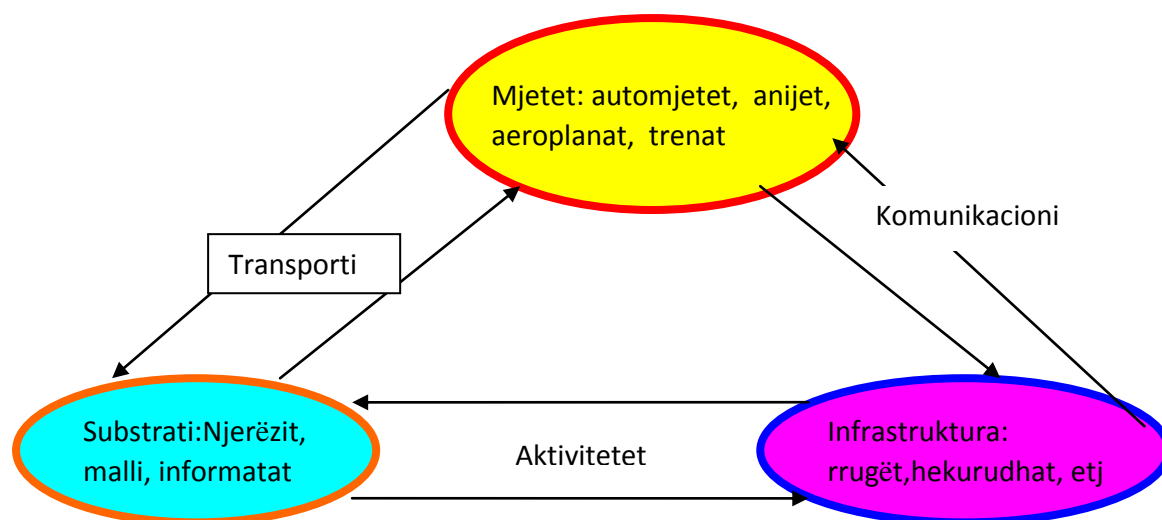 Mjetet: automjetet, anijet,
aeroplanat, trenat
Komunikacioni
Transporti
Substrati:Njerëzit,
malli, informatat
Aktivitetet
Infrastruktura:
rrugët,hekurudhat, etj